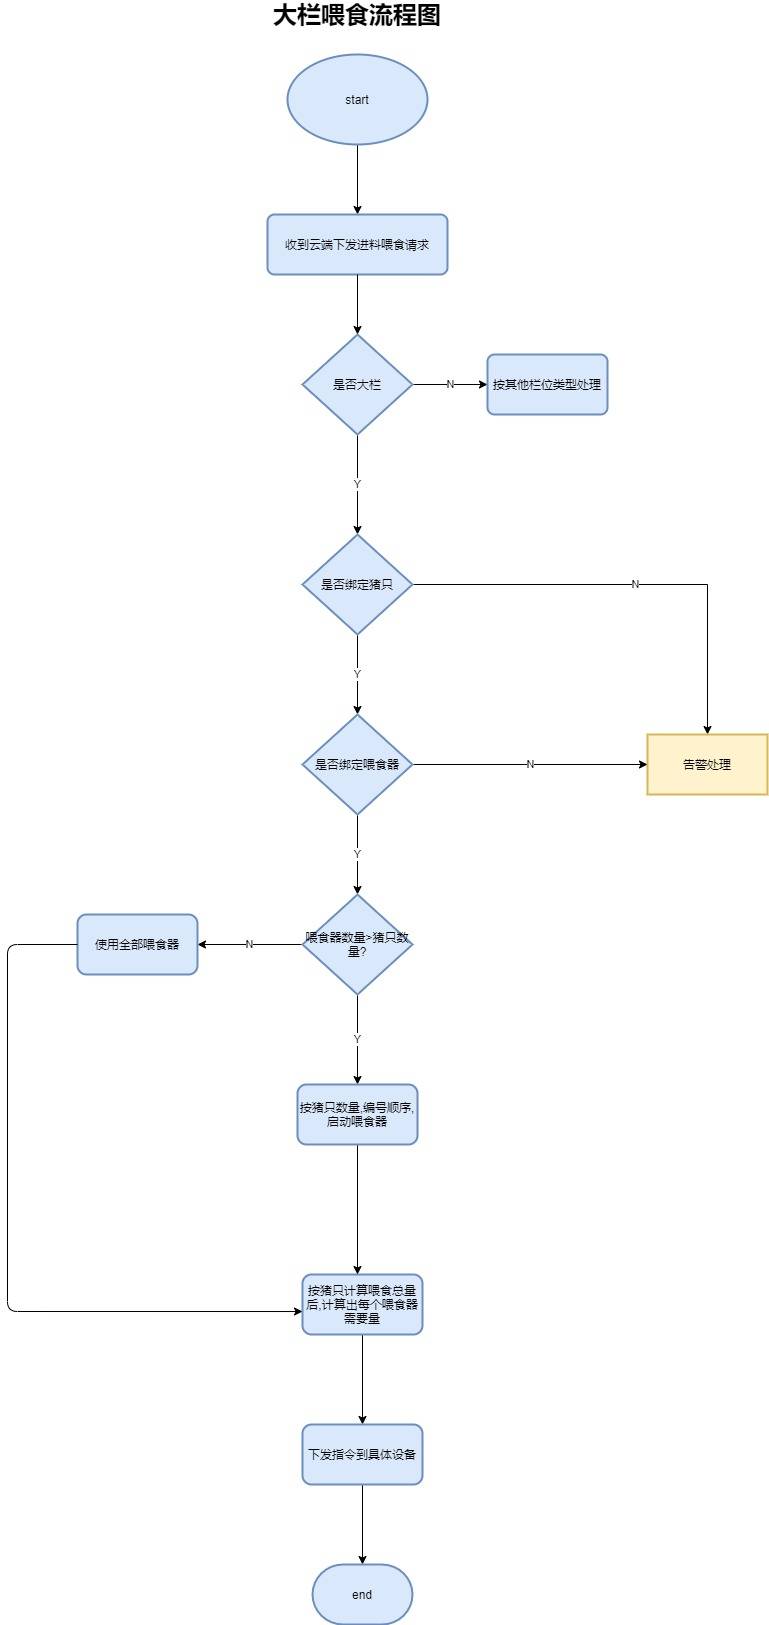 大栏喂食流程图
start
收到云端下发进料喂食请求
是否大栏
N
按其他栏位类型处理
Y
是否绑定猪只
N
Y
是否绑定喂食器
N
告警处理
Y
使用全部喂食器
N
喂食器数量>猪只数
量?
Y
按猪只数量,编号顺序,
启动喂食器
按猪只计算喂食总量
后,计算出每个喂食器
需要量
下发指令到具体设备
end